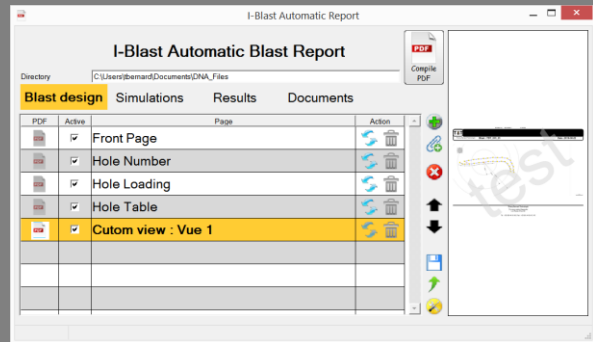 I-Blast Automatic Report
I-Blast Automatic Blast Report
PDF
Compile
PDF
Directory
C:\Users\tbernard\Documents\DNA_Files
Blast design Simulations Results Documents
PDF Active Page Action
Front Page
Hole Number
Hole Loading
Hole Table
PDF Cutom view : Vue 1
test